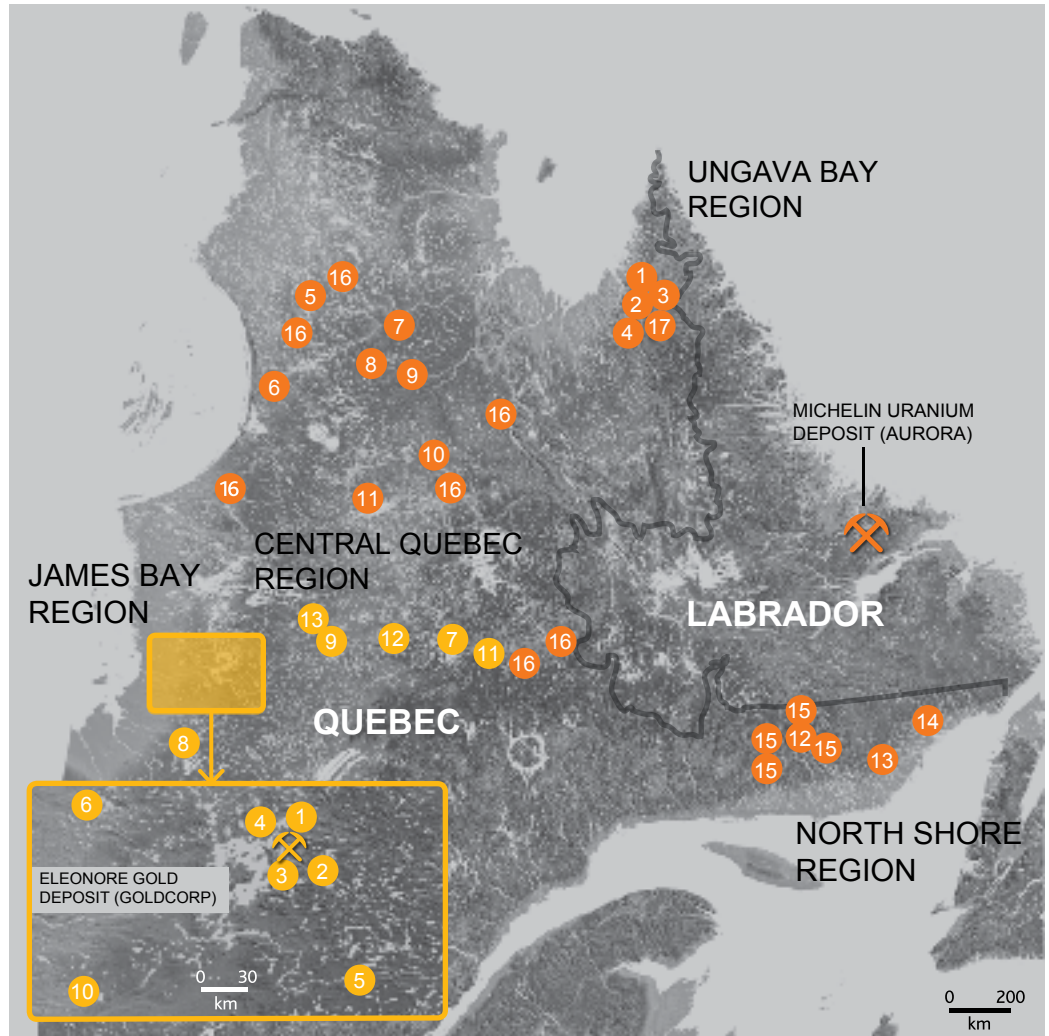 UNGAVA BAY
REGION
1
16
5
3
2
7
17
16
4
8
9
6
16
MICHELIN URANIUM
DEPOSIT (AURORA)
10
16
16
11
CENTRAL QUEBEC
REGION
JAMES BAY
REGION
LABRADOR
13
9
12
7
11
16
16
QUEBEC
15
14
8
15
12
15
13
15
6
4
1
NORTH SHORE
REGION
3
2
ELEONORE GOLD
DEPOSIT (GOLDCORP)
0 30
km
5
10
0 200
km